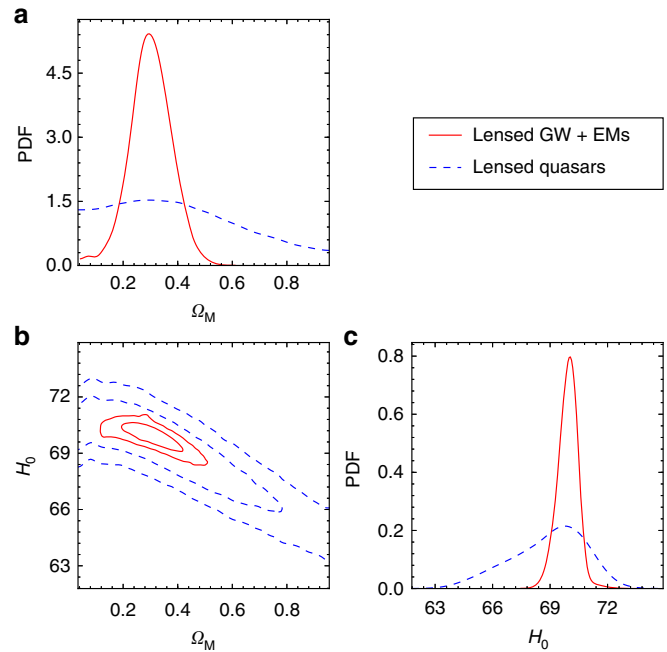 a
4.5
3.0
1.5
0.0
PDF
0.2 0.4 0.6 0.8
Ω_M
Lensed GW + EMs
Lensed quasars
b
72
69
66
63
H_0
0.2 0.4 0.6 0.8
Ω_M
c
0.8
0.6
0.4
0.2
0.0
PDF
63 66 69 72
H_0